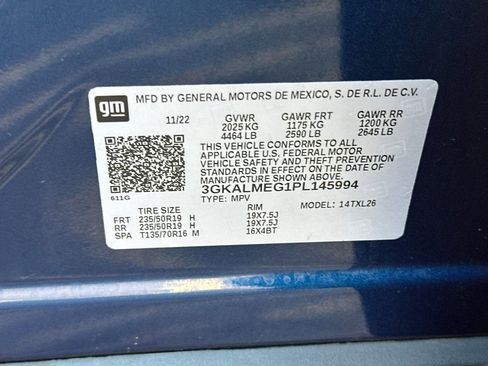 gm
MFD BY GENERAL MOTORS DE MEXICO, S. DE R.L. DE C.V.
11/22 GVWR GAWR FRT GAWR RR
2025 KG 1175 KG 1200 KG
4464 LB 2590 LB 2645 LB
THIS VEHICLE CONFORMS TO ALL
APPLICABLE U.S. FEDERAL MOTOR
VEHICLE SAFETY AND THEFT PREVENTION
STANDARDS IN EFFECT ON THE DATE OF
MANUFACTURE SHOWN ABOVE.
3GKALMEG1PL145994
611G TYPE: MPV MODEL: 14TXL26
TIRE SIZE RIM
FRT 235/50R19 H 19X7.5J
RR 235/50R19 H 19X7.5J
SPA T135/70R16 M 16X4BT